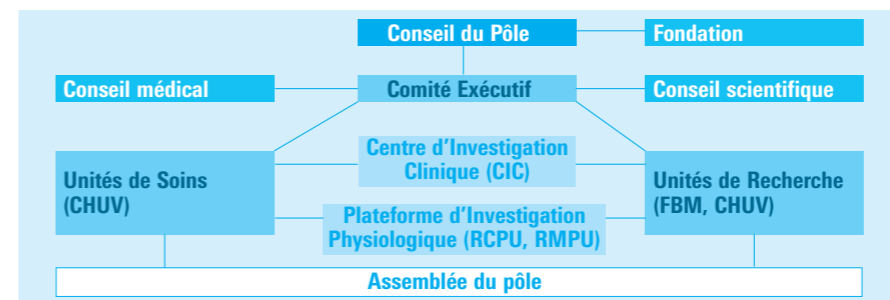 Conseil du Pôle
Fondation
Conseil médical
Comité Exécutif
Conseil scientifique
Centre d'Investigation
Clinique (CIC)
Unités de Soins
(CHUV)
Unités de Recherche
(FBM, CHUV)
Plateforme d'Investigation
Physiologique (RCPU, RMPU)
Assemblée du pôle